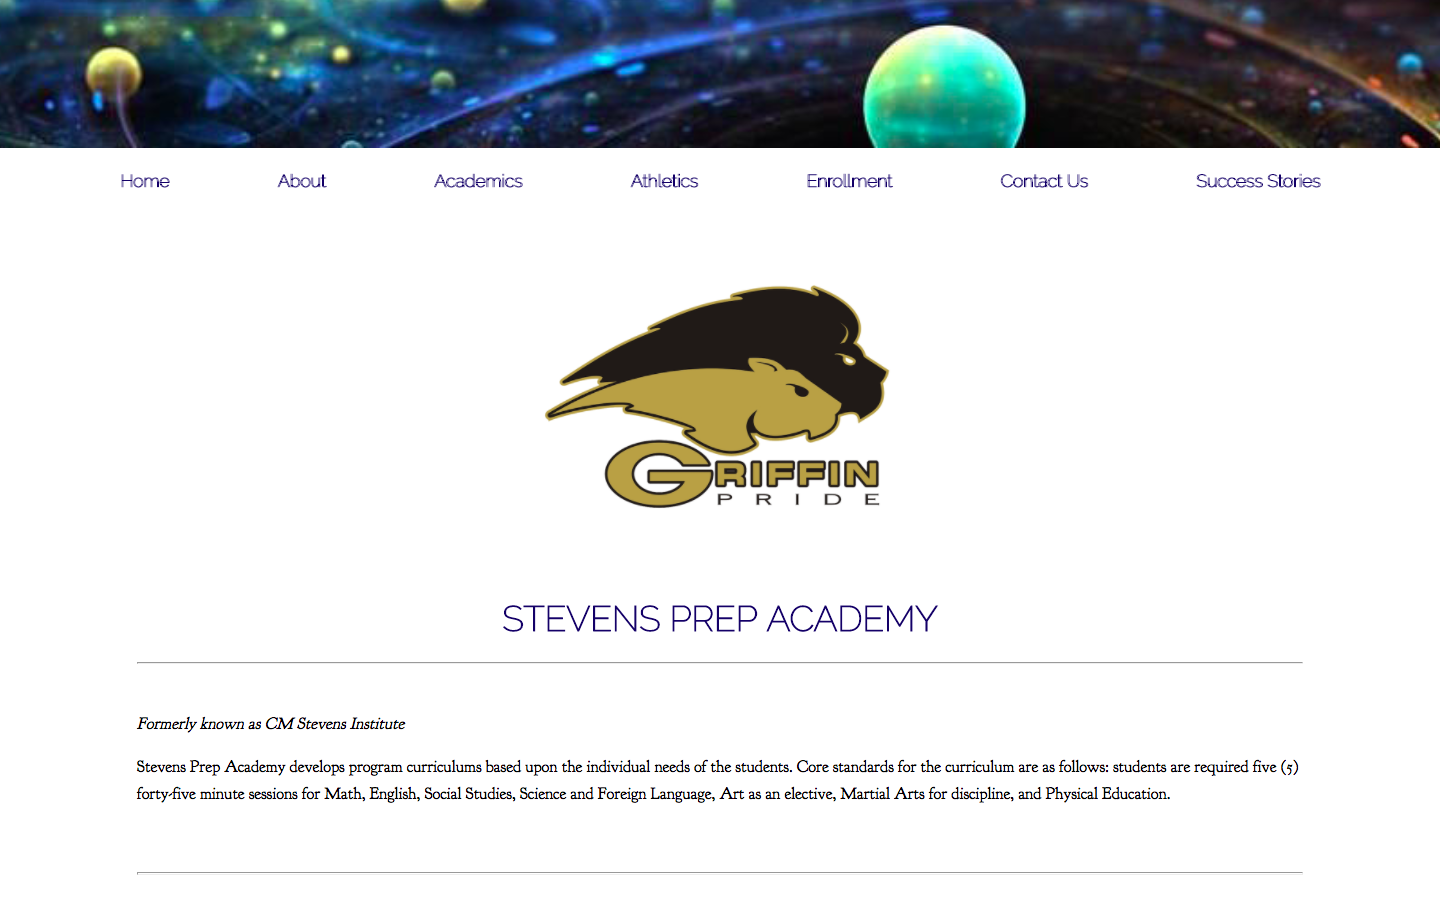 Home About Academics Athletics Enrollment Contact Us Success Stories
GRIFFIN
PRIDE
STEVENS PREP ACADEMY
Formerly known as CM Stevens Institute
Stevens Prep Academy develops program curriculums based upon the individual needs of the students. Core standards for the curriculum are as follows: students are required five (5)
forty-five minute sessions for Math, English, Social Studies, Science and Foreign Language, Art as an elective, Martial Arts for discipline, and Physical Education.